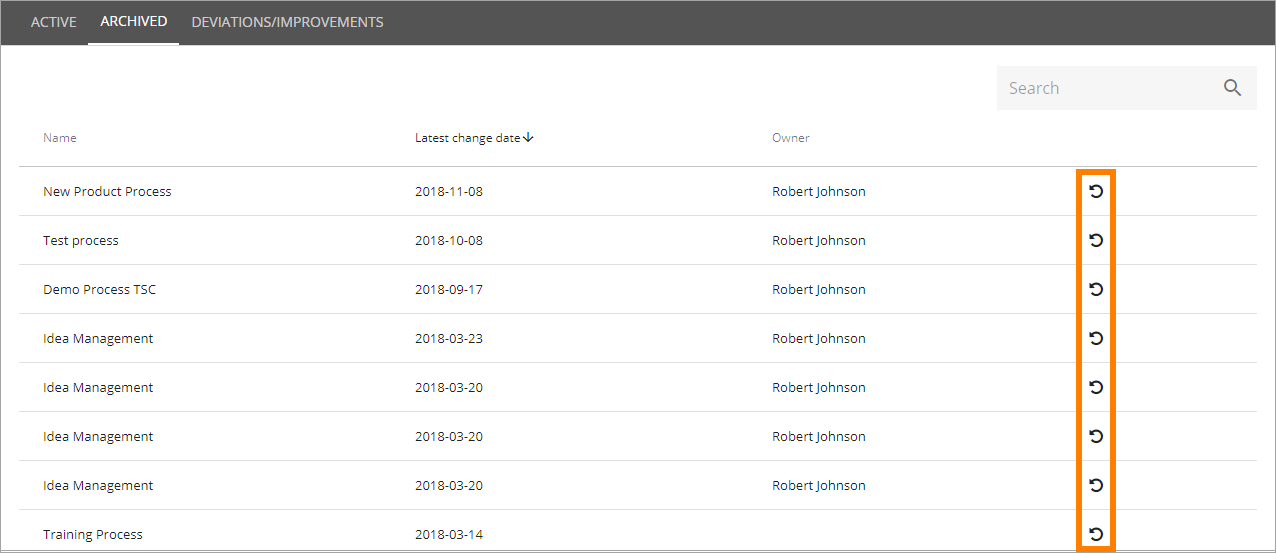 ACTIVE ARCHIVED DEVIATIONS/IMPROVEMENTS
Search
Name Latest change date Owner
New Product Process 2018-11-08 Robert Johnson
Test process 2018-10-08 Robert Johnson
Demo Process TSC 2018-09-17 Robert Johnson
Idea Management 2018-03-23 Robert Johnson
Idea Management 2018-03-20 Robert Johnson
Idea Management 2018-03-20 Robert Johnson
Idea Management 2018-03-20 Robert Johnson
Training Process 2018-03-14